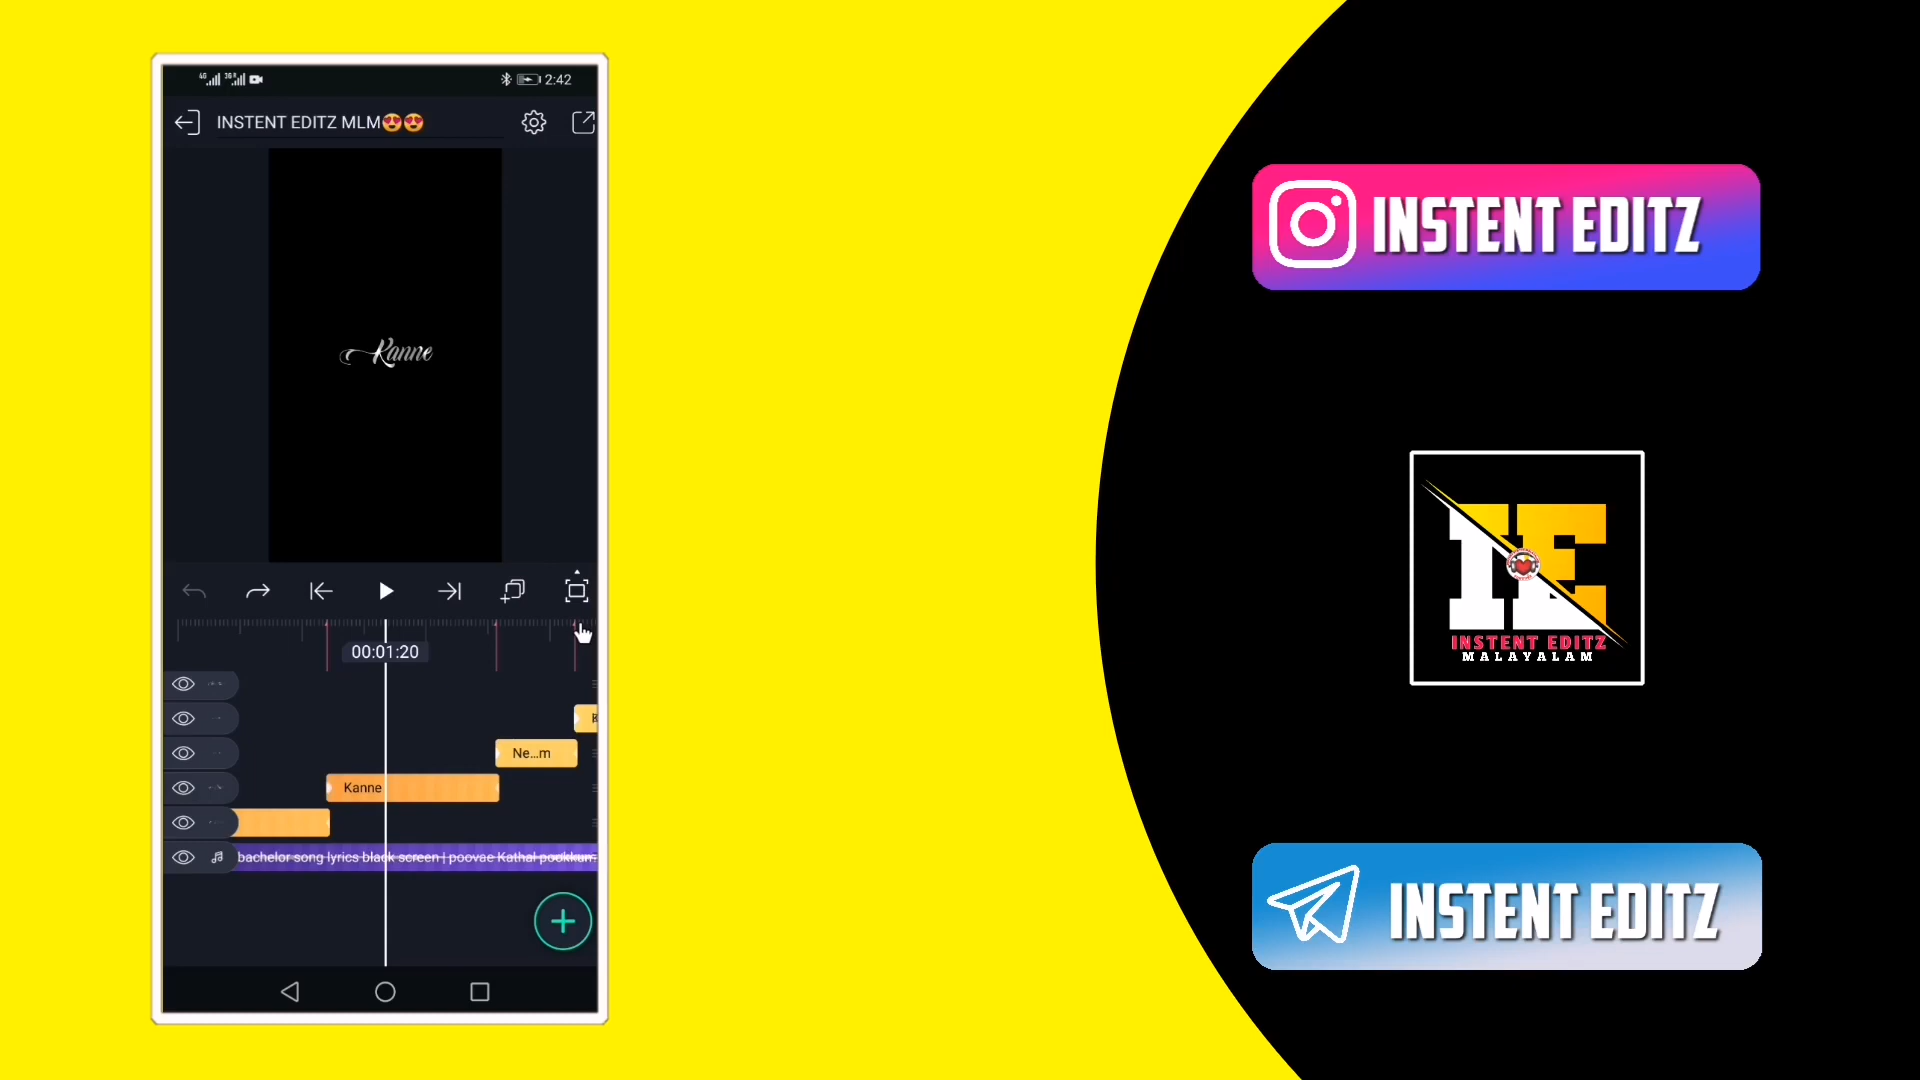 2:42
INSTENT EDITZ MLM😍😍
Kanne
00:01:20
Ne...m
Kanne
bachelor song lyrics black screen | poovae Kathal pookkum
INSTENT EDITZ
IE
INSTENT EDITZ
MALAYALAM
INSTENT EDITZ